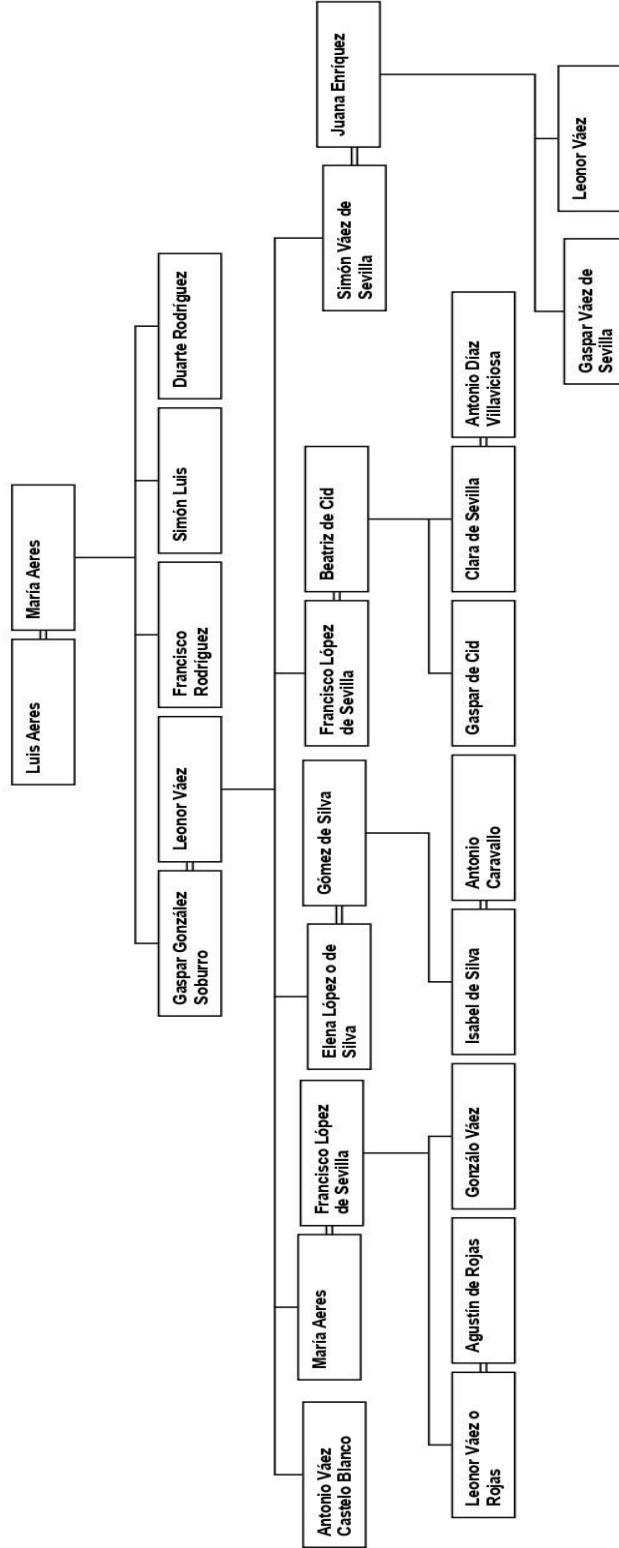 Luis Aeres
María Aeres
Gaspar González
Soburro
Leonor Váez
Francisco
Rodríguez
Simón Luis
Duarte Rodríguez
Antonio Váez
Castelo Blanco
María Aeres
Francisco López
de Sevilla
Elena López o de
Silva
Gómez de Silva
Francisco López
de Sevilla
Beatriz de Cid
Simón Váez de
Sevilla
Juana Enríquez
Leonor Váez o
Rojas
Agustín de Rojas
Gonzálo Váez
Isabel de Silva
Antonio
Caravallo
Gaspar de Cid
Clara de Sevilla
Antonio Díaz
Villaviciosa
Gaspar Váez de
Sevilla
Leonor Váez